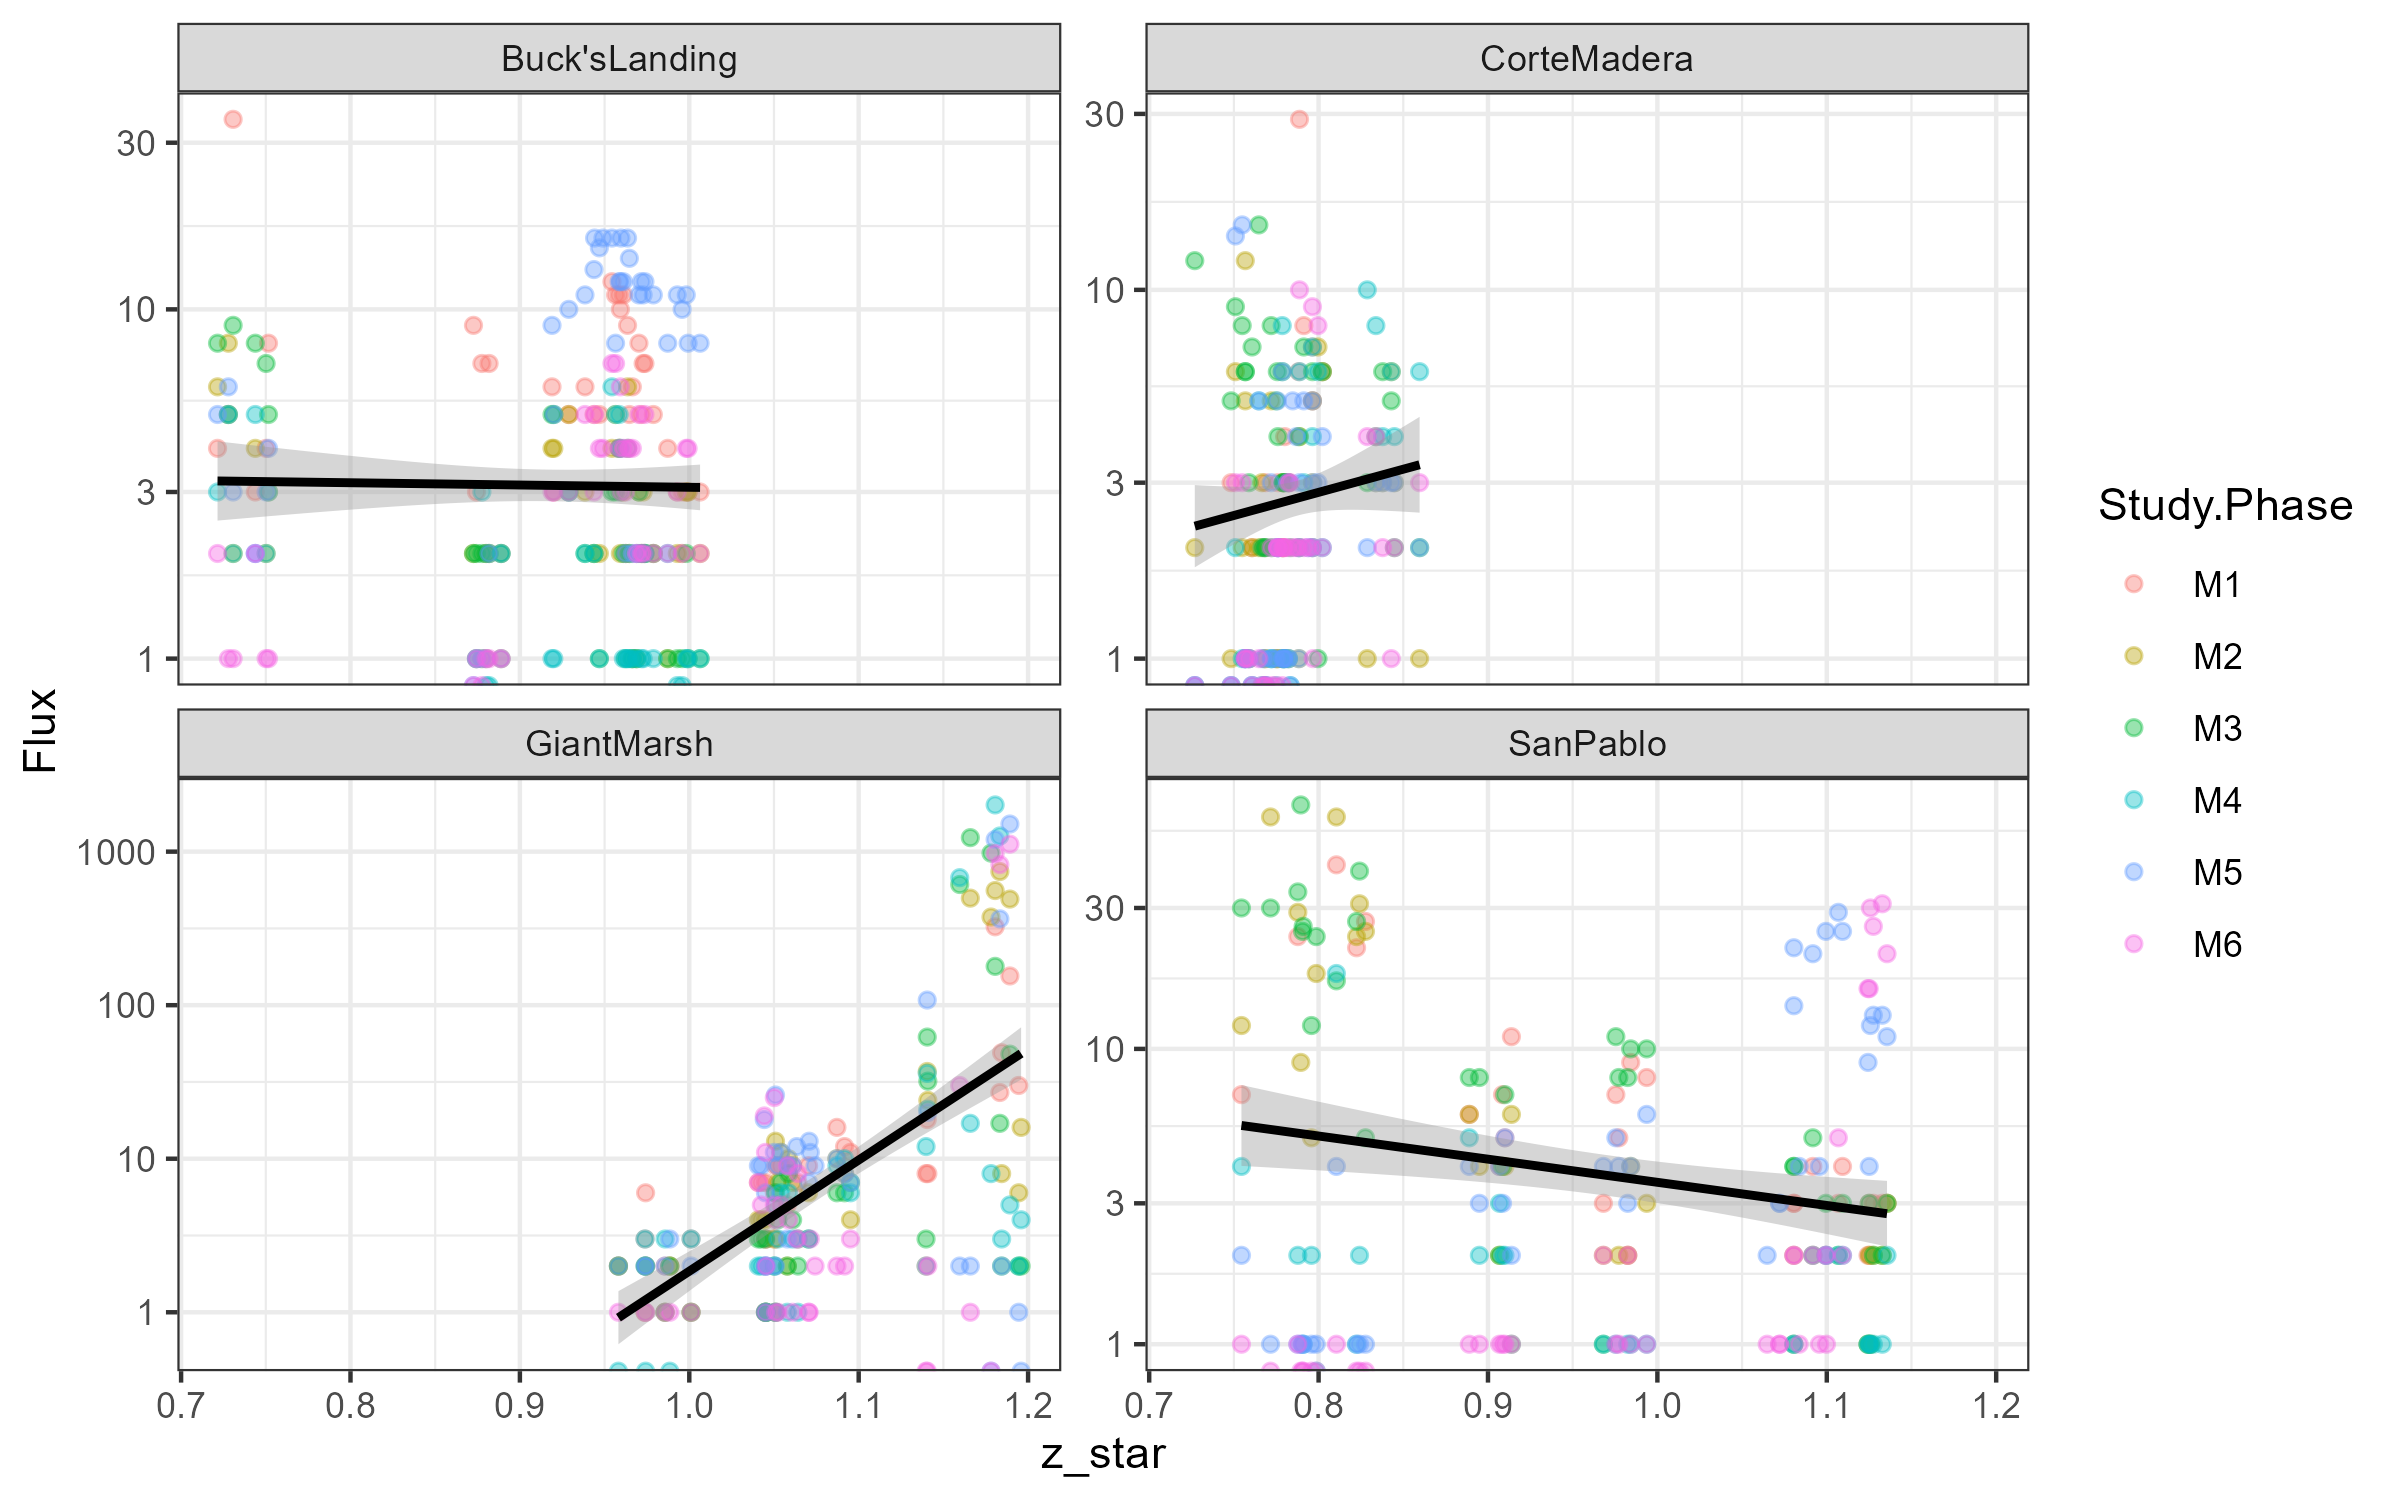 Buck'sLanding
CorteMadera
30
10
3
1
30
10
3
1
Flux
GiantMarsh
SanPablo
1000
100
10
1
30
10
3
1
0.7 0.8 0.9 1.0 1.1 1.2
0.7 0.8 0.9 1.0 1.1 1.2
z_star
Study.Phase
M1
M2
M3
M4
M5
M6